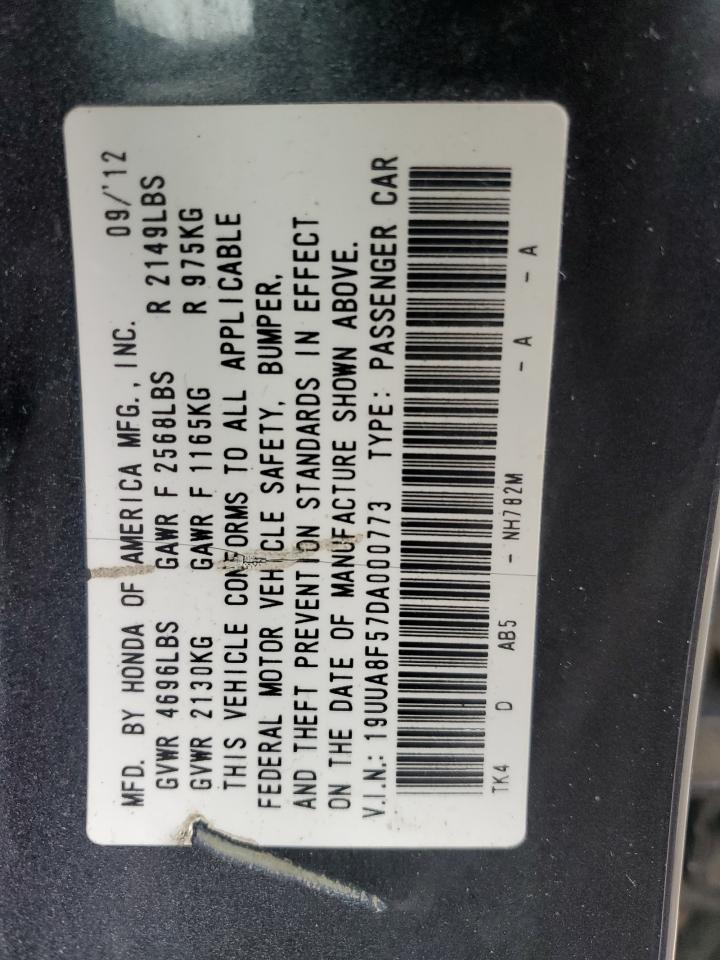 MFD. BY HONDA OF AMERICA MFG., INC. 09/'12
GVWR 4696LBS GAWR F 2568LBS R 2149LBS
GVWR 2130KG GAWR F 1165KG R 975KG
THIS VEHICLE CONFORMS TO ALL APPLICABLE
FEDERAL MOTOR VEHICLE SAFETY, BUMPER,
AND THEFT PREVENTION STANDARDS IN EFFECT
ON THE DATE OF MANUFACTURE SHOWN ABOVE.
V.I.N.: 19UUA8F57DA000773 TYPE: PASSENGER CAR
TK4 D AB5 - NH782M - A - A